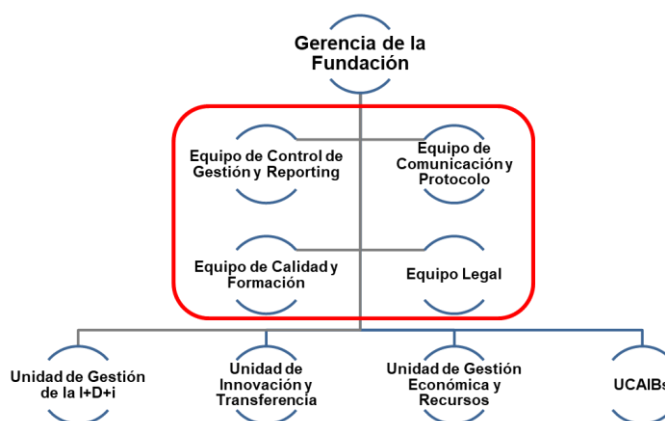 Gerencia de la
Fundación
Equipo de Control de
Gestión y Reporting
Equipo de
Comunicación y
Protocolo
Equipo de Calidad y
Formación
Equipo Legal
Unidad de Gestión
de la I+D+i
Unidad de
Innovación y
Transferencia
Unidad de Gestión
Económica y
Recursos
UCAIBs